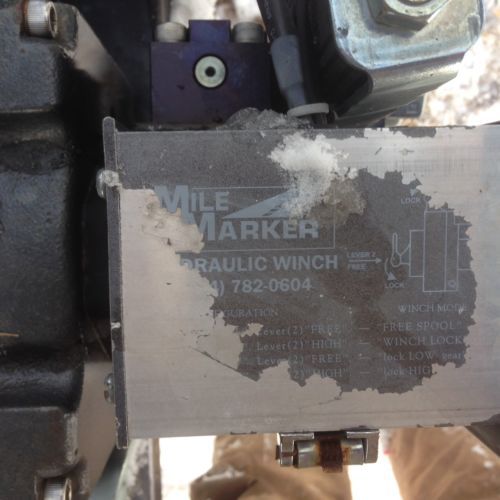 MILE
MARKER
LOCK
LEVER 2
FREE
LOCK
DRAULIC WINCH
4) 782-0604
WINCH MODE
GURATION
Lever(2)"FREE" — "FREE SPOOL"
Lever(2)"HIGH" — WINCH LOCK
Lever(2)"FREE" — "lock LOW gear
2)"HIGH" — "lock HIG